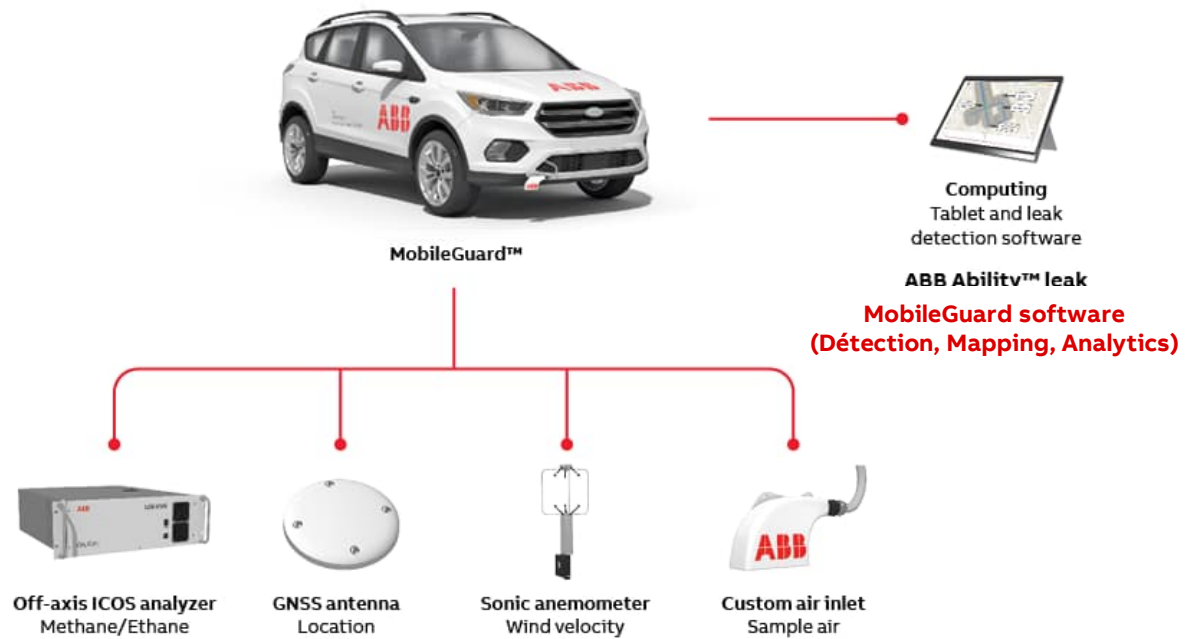 ABB
ABB
ABB
MobileGuard™
Computing
Tablet and leak
detection software
ABB Ability™ leak
MobileGuard software
(Détection, Mapping, Analytics)
ABB
ABB
Off-axis ICOS analyzer
Methane/Ethane
GNSS antenna
Location
Sonic anemometer
Wind velocity
Custom air inlet
Sample air